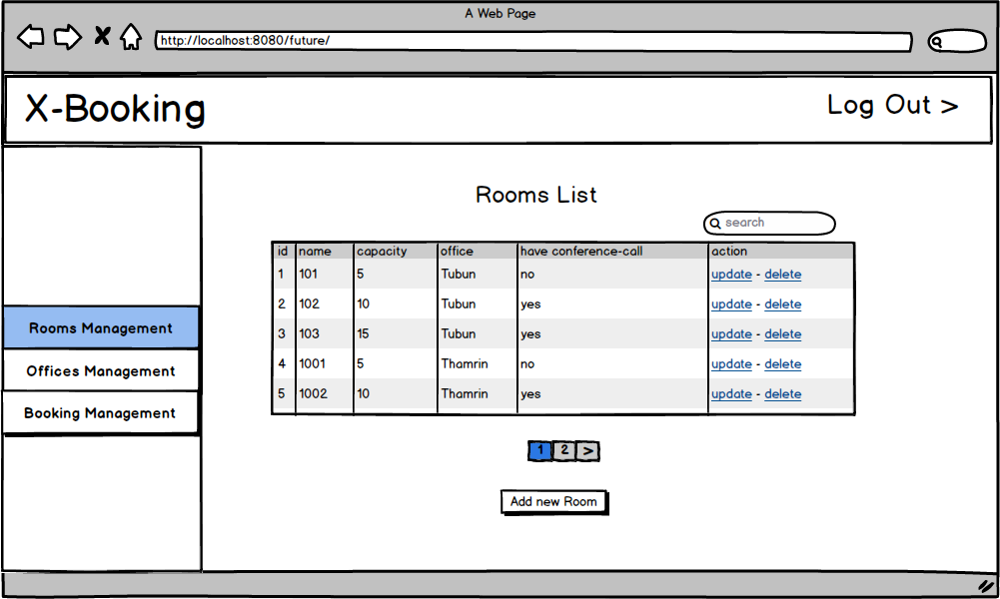 A Web Page
http://localhost:8080/future/
X-Booking
Log Out >
Rooms List
search
id name capacity office have conference-call action
1 101 5 Tubun no update - delete
2 102 10 Tubun yes update - delete
3 103 15 Tubun yes update - delete
4 1001 5 Thamrin no update - delete
5 1002 10 Thamrin yes update - delete
Rooms Management
Offices Management
Booking Management
1 2 >
Add new Room